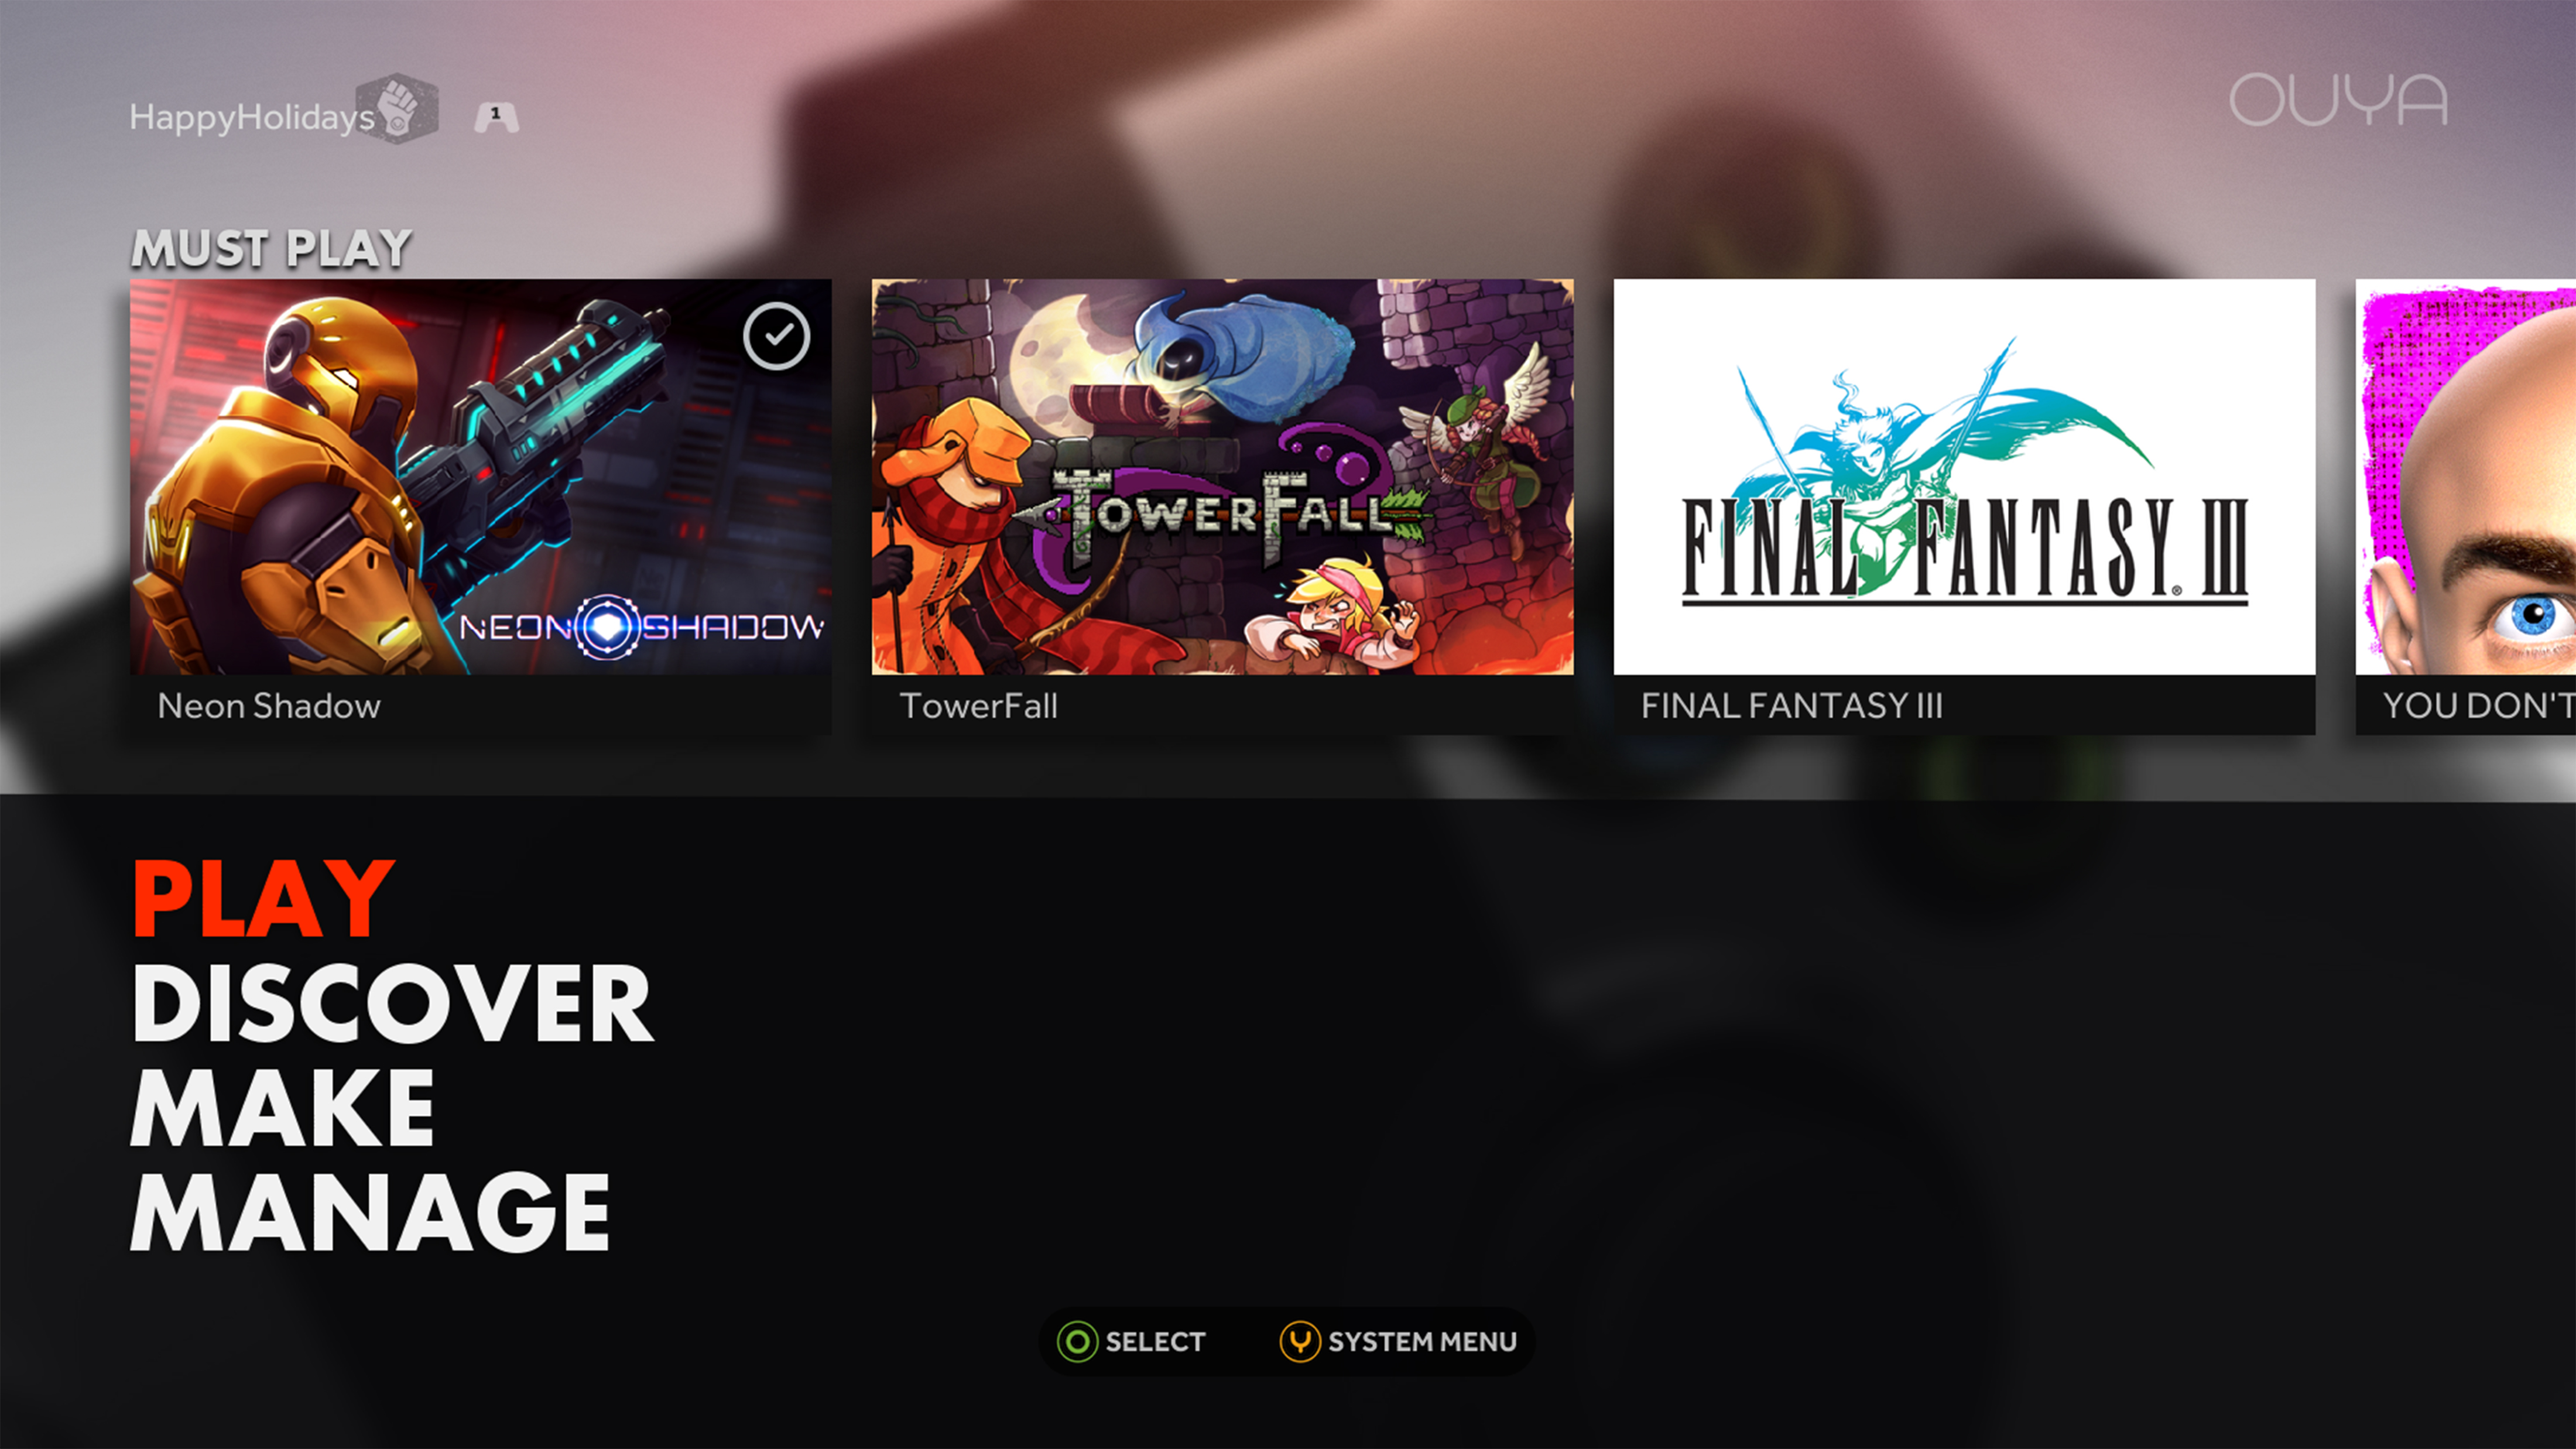 HappyHolidays
1
OUYA
MUST PLAY
NEON SHADOW
TOWERFALL
FINAL FANTASY® III
Neon Shadow
TowerFall
FINAL FANTASY III
YOU DON'T
PLAY
DISCOVER
MAKE
MANAGE
SELECT
SYSTEM MENU